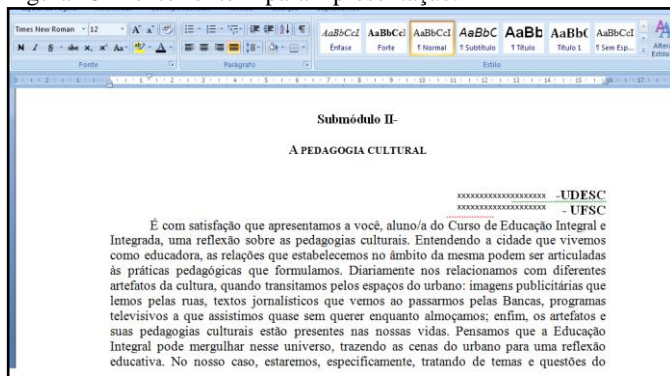 Times New Roman 12
AaBbCcI AaBbCcI AaBbCcI AaBbC AaBb AaBbC AaBbCcI
N I S abe x, x² Aa
Ênfase Forte ¶ Normal ¶ Subtítulo ¶ Título Título 1 ¶ Sem Esp... Alterar
Fonte Parágrafo Estilo
Submódulo II-
A PEDAGOGIA CULTURAL
xxxxxxxxxxxxxxxxxxxx -UDESC
xxxxxxxxxxxxxxxxxxxx - UFSC
É com satisfação que apresentamos a você, aluno/a do Curso de Educação Integral e
Integrada, uma reflexão sobre as pedagogias culturais. Entendendo a cidade que vivemos
como educadora, as relações que estabelecemos no âmbito da mesma podem ser articuladas
às práticas pedagógicas que formulamos. Diariamente nos relacionamos com diferentes
artefatos da cultura, quando transitamos pelos espaços do urbano: imagens publicitárias que
lemos pelas ruas, textos jornalísticos que vemos ao passarmos pelas Bancas, programas
televisivos a que assistimos quase sem querer enquanto almoçamos; enfim, os artefatos e
suas pedagogias culturais estão presentes nas nossas vidas. Pensamos que a Educação
Integral pode mergulhar nesse universo, trazendo as cenas do urbano para uma reflexão
educativa. No nosso caso, estaremos, especificamente, tratando de temas e questões do